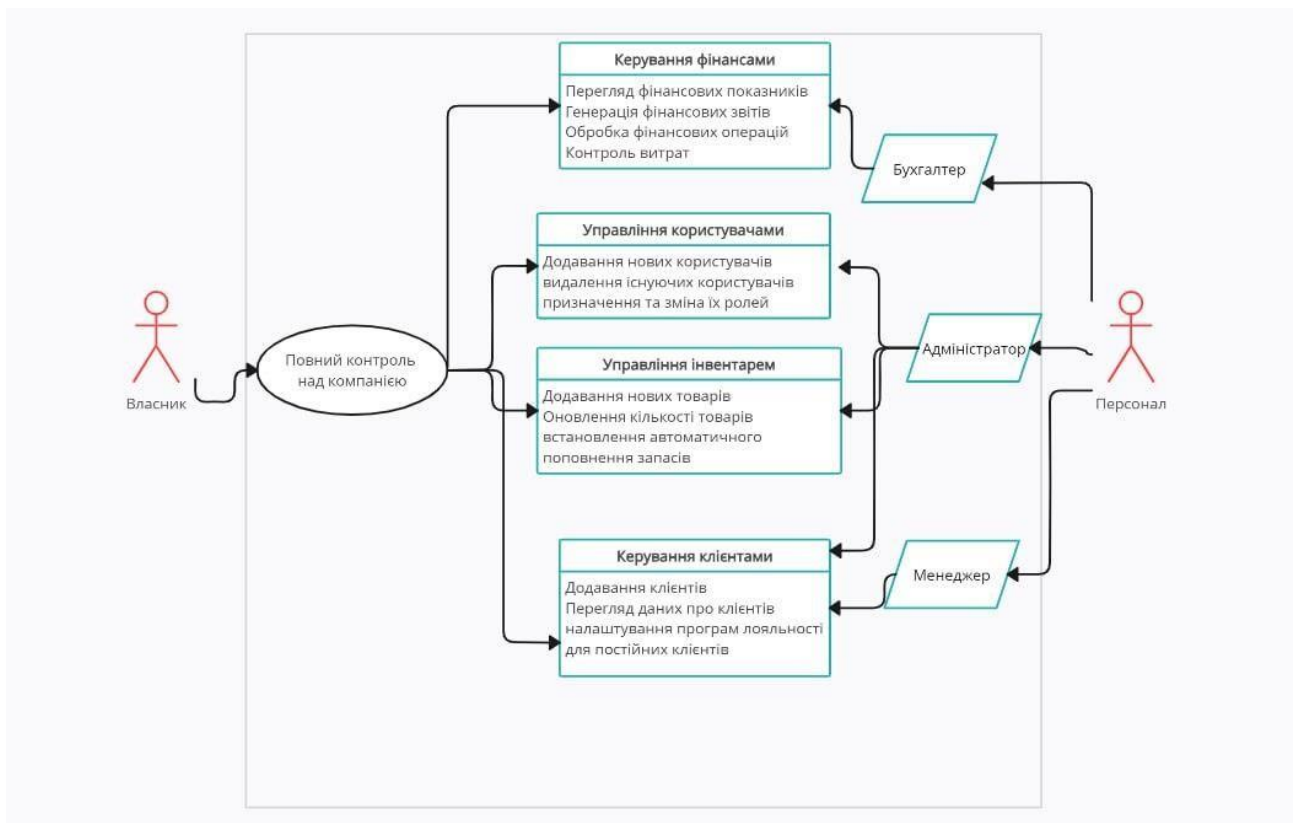 Керування фінансами
Перегляд фінансових показників
Генерація фінансових звітів
Обробка фінансових операцій
Контроль витрат
Бухгалтер
Управління користувачами
Додавання нових користувачів
видалення існуючих користувачів
призначення та зміна їх ролей
Повний контроль
над компанією
Власник
Управління інвентарем
Додавання нових товарів
Оновлення кількості товарів
встановлення автоматичного
поповнення запасів
Адміністратор
Персонал
Керування клієнтами
Додавання клієнтів
Перегляд даних про клієнтів
налаштування програм лояльності
для постійних клієнтів
Менеджер